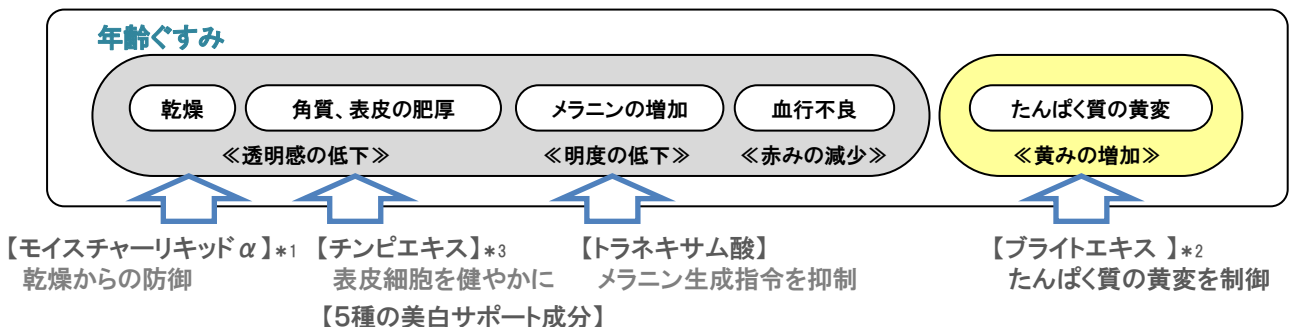 年齢ぐすみ
乾燥 角質、表皮の肥厚 メラニンの増加 血行不良 たんぱく質の黄変
≪透明感の低下≫ ≪明度の低下≫ ≪赤みの減少≫ ≪黄みの増加≫
【モイスチャーリキッドα】*1 【チンピエキス】*3 【トラネキサム酸】 【ブライトエキス 】*2
乾燥からの防御 表皮細胞を健やかに メラニン生成指令を抑制 たんぱく質の黄変を制御
【5種の美白サポート成分】